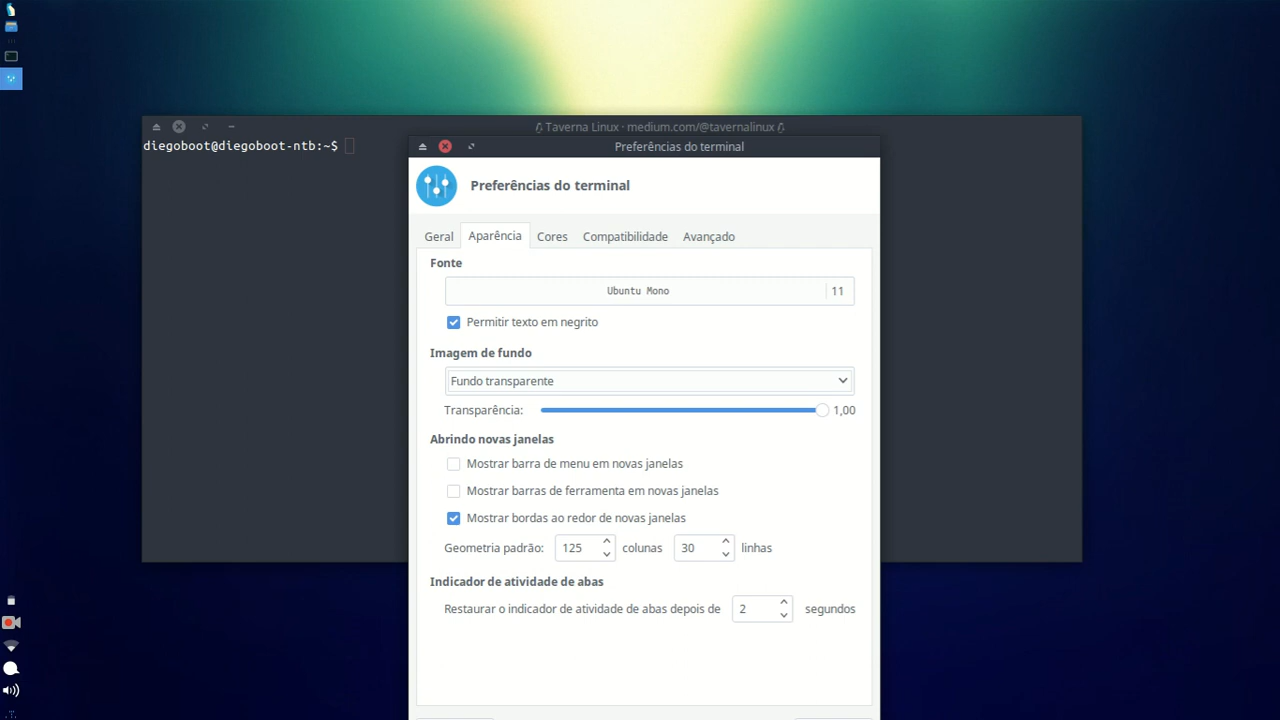 Taverna Linux · medium.com/@tavernalinux
diegoboot@diegoboot-ntb:~$
Preferências do terminal
Preferências do terminal
Geral Aparência Cores Compatibilidade Avançado
Fonte
Ubuntu Mono 11
Permitir texto em negrito
Imagem de fundo
Fundo transparente
Transparência: 1,00
Abrindo novas janelas
Mostrar barra de menu em novas janelas
Mostrar barras de ferramenta em novas janelas
Mostrar bordas ao redor de novas janelas
Geometria padrão: 125 colunas 30 linhas
Indicador de atividade de abas
Restaurar o indicador de atividade de abas depois de 2 segundos